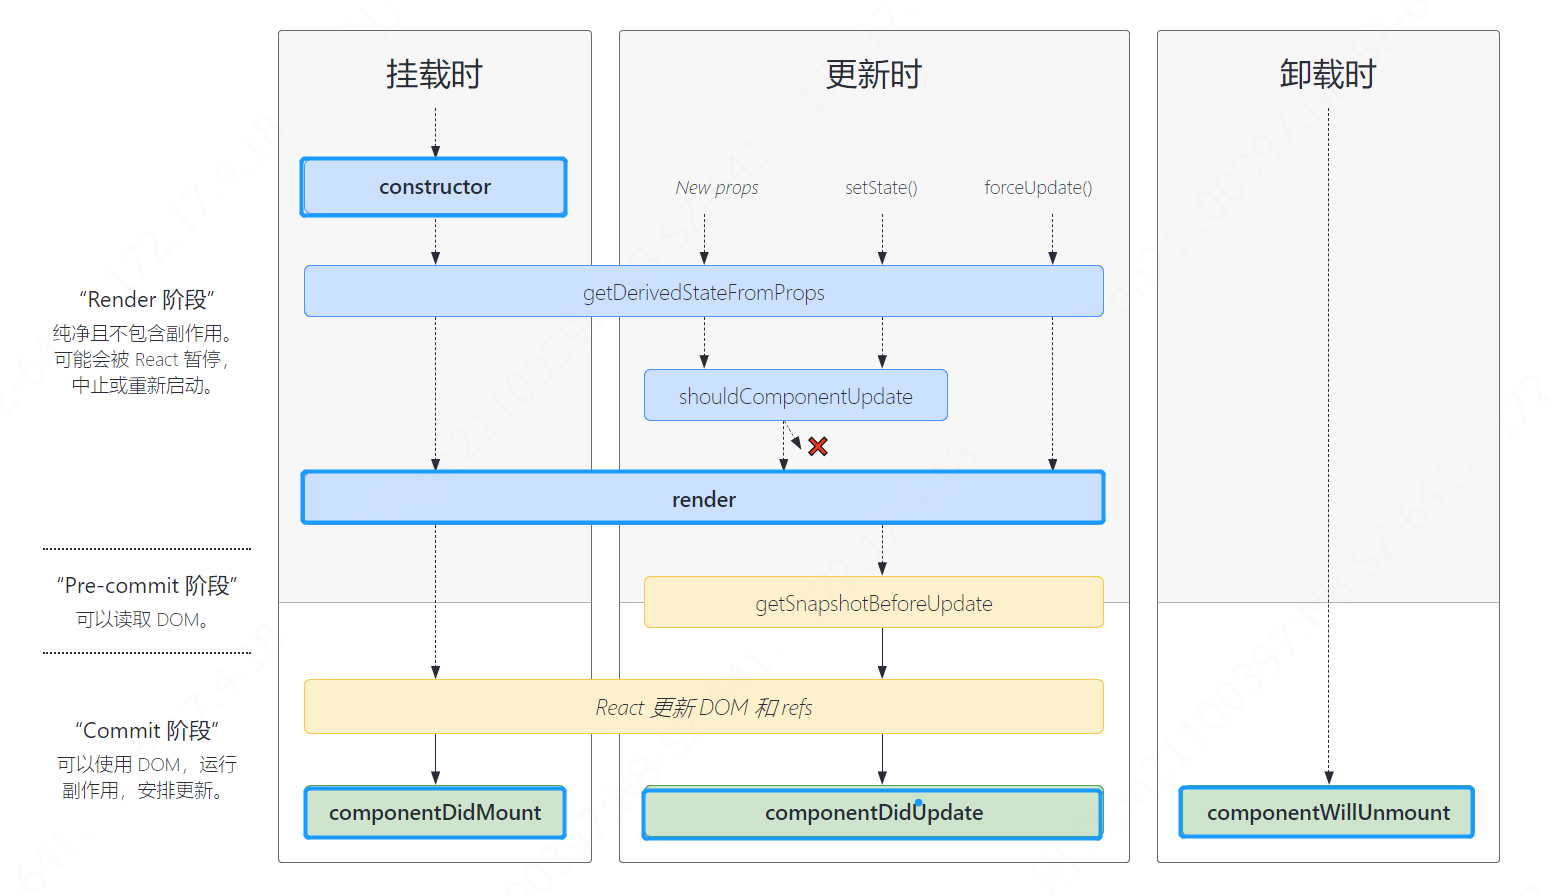 挂载时
更新时
卸载时
constructor
New props
setState()
forceUpdate()
getDerivedStateFromProps
“Render 阶段”
纯净且不包含副作用。
可能会被 React 暂停，
中止或重新启动。
shouldComponentUpdate
render
“Pre-commit 阶段”
可以读取 DOM。
getSnapshotBeforeUpdate
React 更新 DOM 和 refs
“Commit 阶段”
可以使用 DOM，运行
副作用，安排更新。
componentDidMount
componentDidUpdate
componentWillUnmount